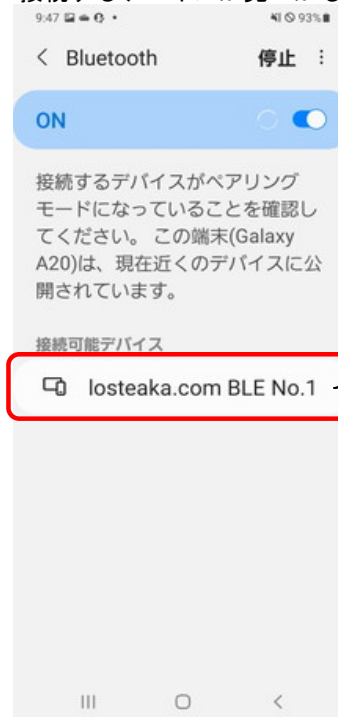 9:47
93%
Bluetooth 停止
ON
接続するデバイスがペアリング
モードになっていることを確認し
てください。 この端末(Galaxy
A20)は、現在近くのデバイスに公
開されています。
接続可能デバイス
losteaka.com BLE No.1